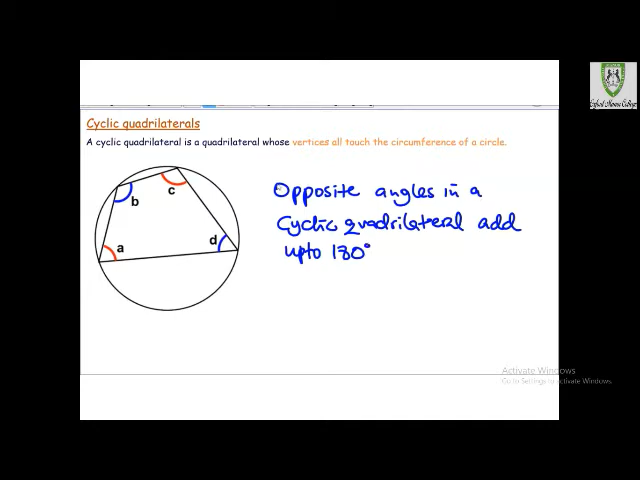 Cyclic quadrilaterals
A cyclic quadrilateral is a quadrilateral whose vertices all touch the circumference of a circle.
b
c
a
d
Opposite angles in a
Cyclic quadrilateral add
upto 180°
Activate Windows
Go to Settings to activate Windows.